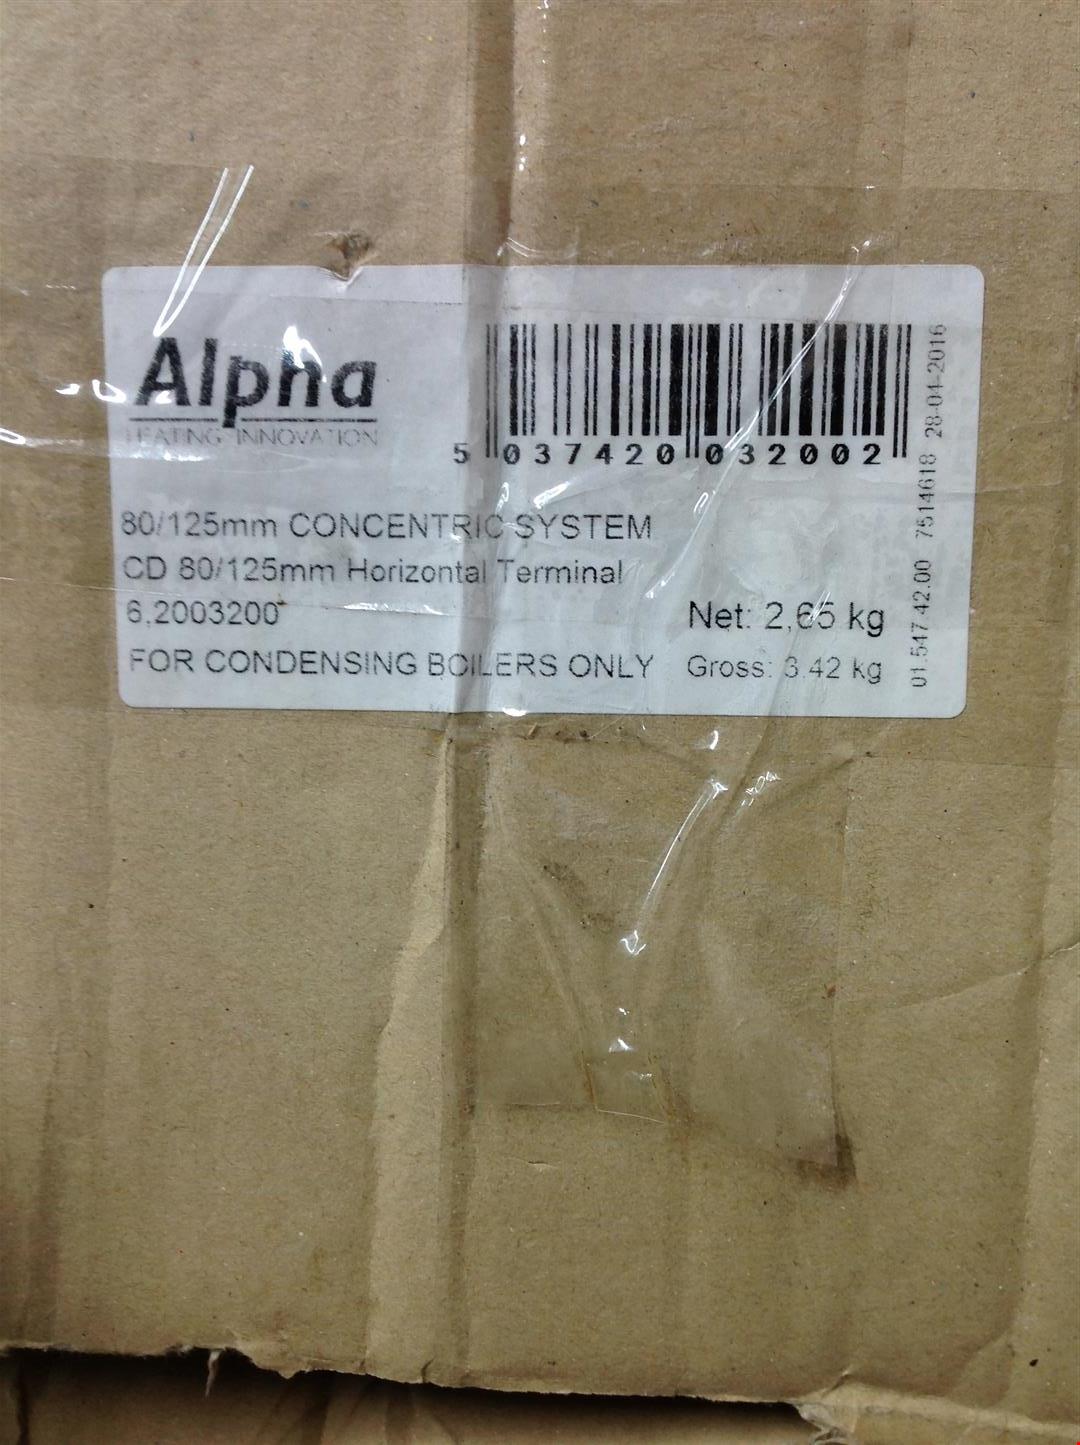 Alpha
HEATING INNOVATION
5 037420 032002
80/125mm CONCENTRIC SYSTEM
CD 80/125mm Horizontal Terminal
6.2003200
Net: 2,65 kg
FOR CONDENSING BOILERS ONLY
Gross: 3.42 kg
01.547.42.00 7514618 28-04-2016